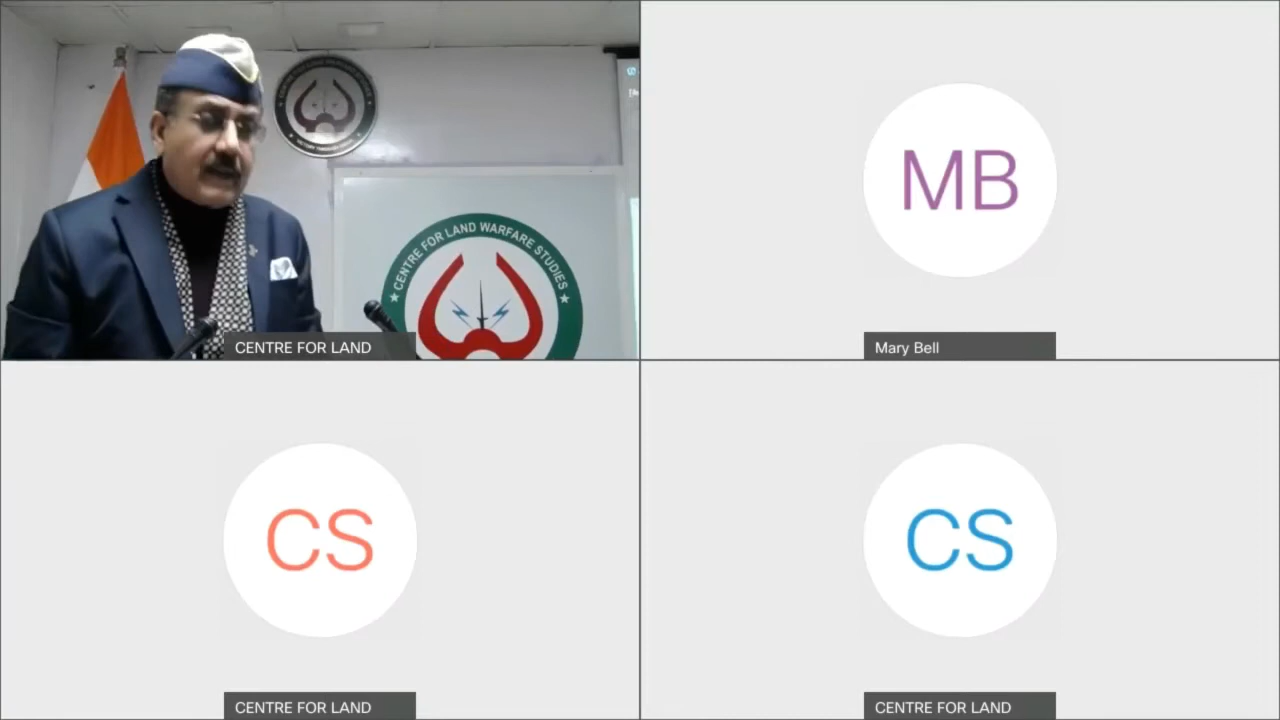 CENTRE FOR LAND WARFARE STUDIES
CENTRE FOR LAND
MB
Mary Bell
CS
CENTRE FOR LAND
CS
CENTRE FOR LAND